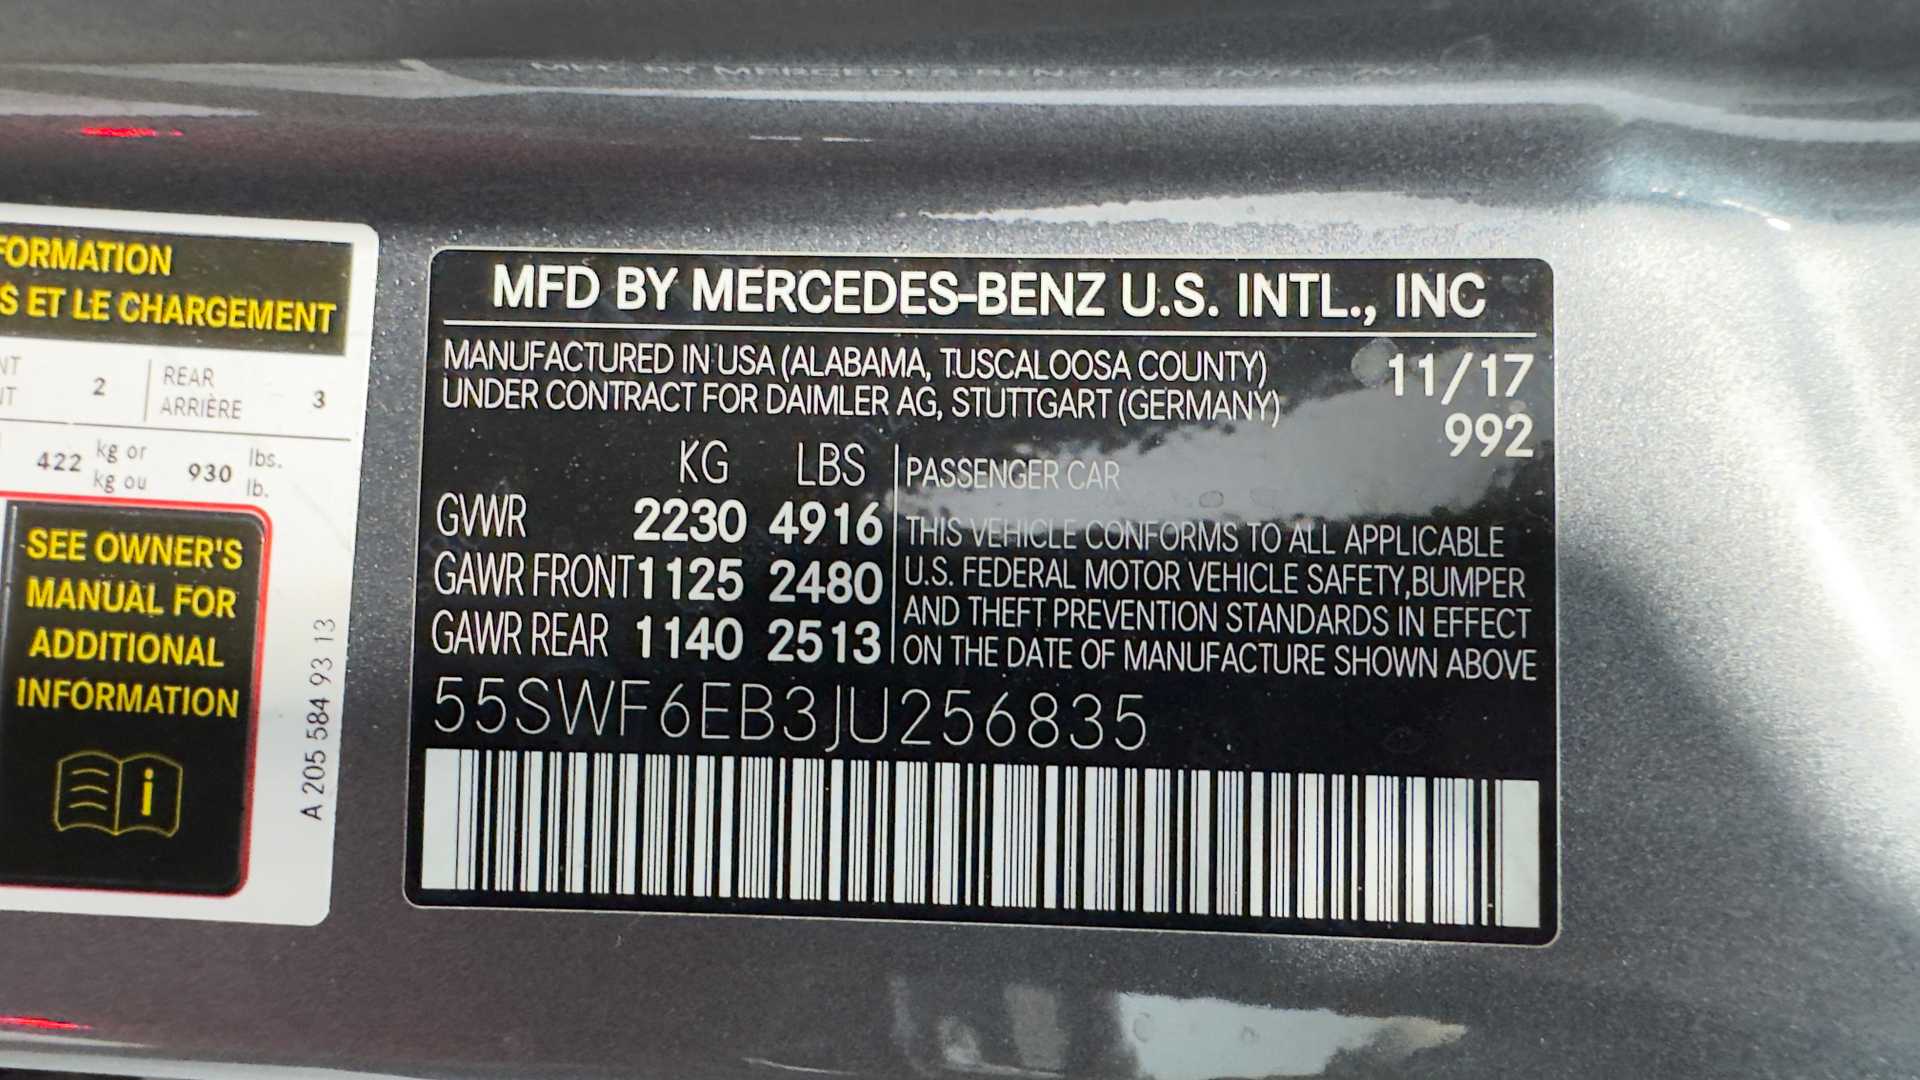 FORMATION
S ET LE CHARGEMENT
2
REAR
ARRIÈRE
3
422
kg or
kg ou
930
lbs.
lb.
SEE OWNER'S
MANUAL FOR
ADDITIONAL
INFORMATION
i
A 205 584 93 13
MFD BY MERCEDES-BENZ U.S. INTL., INC
MANUFACTURED IN USA (ALABAMA, TUSCALOOSA COUNTY)
UNDER CONTRACT FOR DAIMLER AG, STUTTGART (GERMANY)
11/17
992
KG LBS
GVWR 2230 4916
GAWR FRONT 1125 2480
GAWR REAR 1140 2513
PASSENGER CAR
THIS VEHICLE CONFORMS TO ALL APPLICABLE
U.S. FEDERAL MOTOR VEHICLE SAFETY,BUMPER
AND THEFT PREVENTION STANDARDS IN EFFECT
ON THE DATE OF MANUFACTURE SHOWN ABOVE
55SWF6EB3JU256835